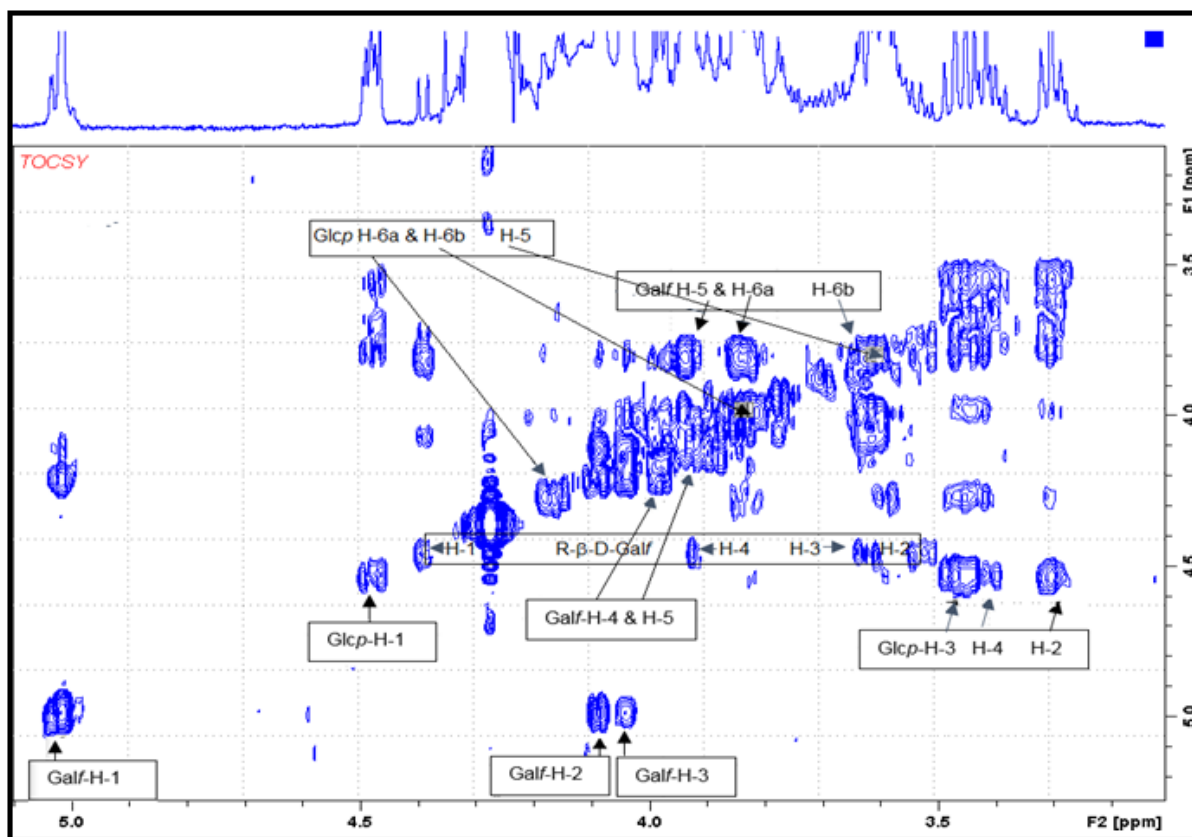 TOCSY
F1 [ppm]
Glcp H-6a & H-6b H-5
3.5
Galf H-5 & H-6a H-6b
4.0
H-1 R-β-D-Galf H-4 H-3 H-2
4.5
Galf-H-4 & H-5
Glcp-H-1
Glcp-H-3 H-4 H-2
5.0
Galf-H-1
Galf-H-2
Galf-H-3
5.0 4.5 4.0 3.5 F2 [ppm]